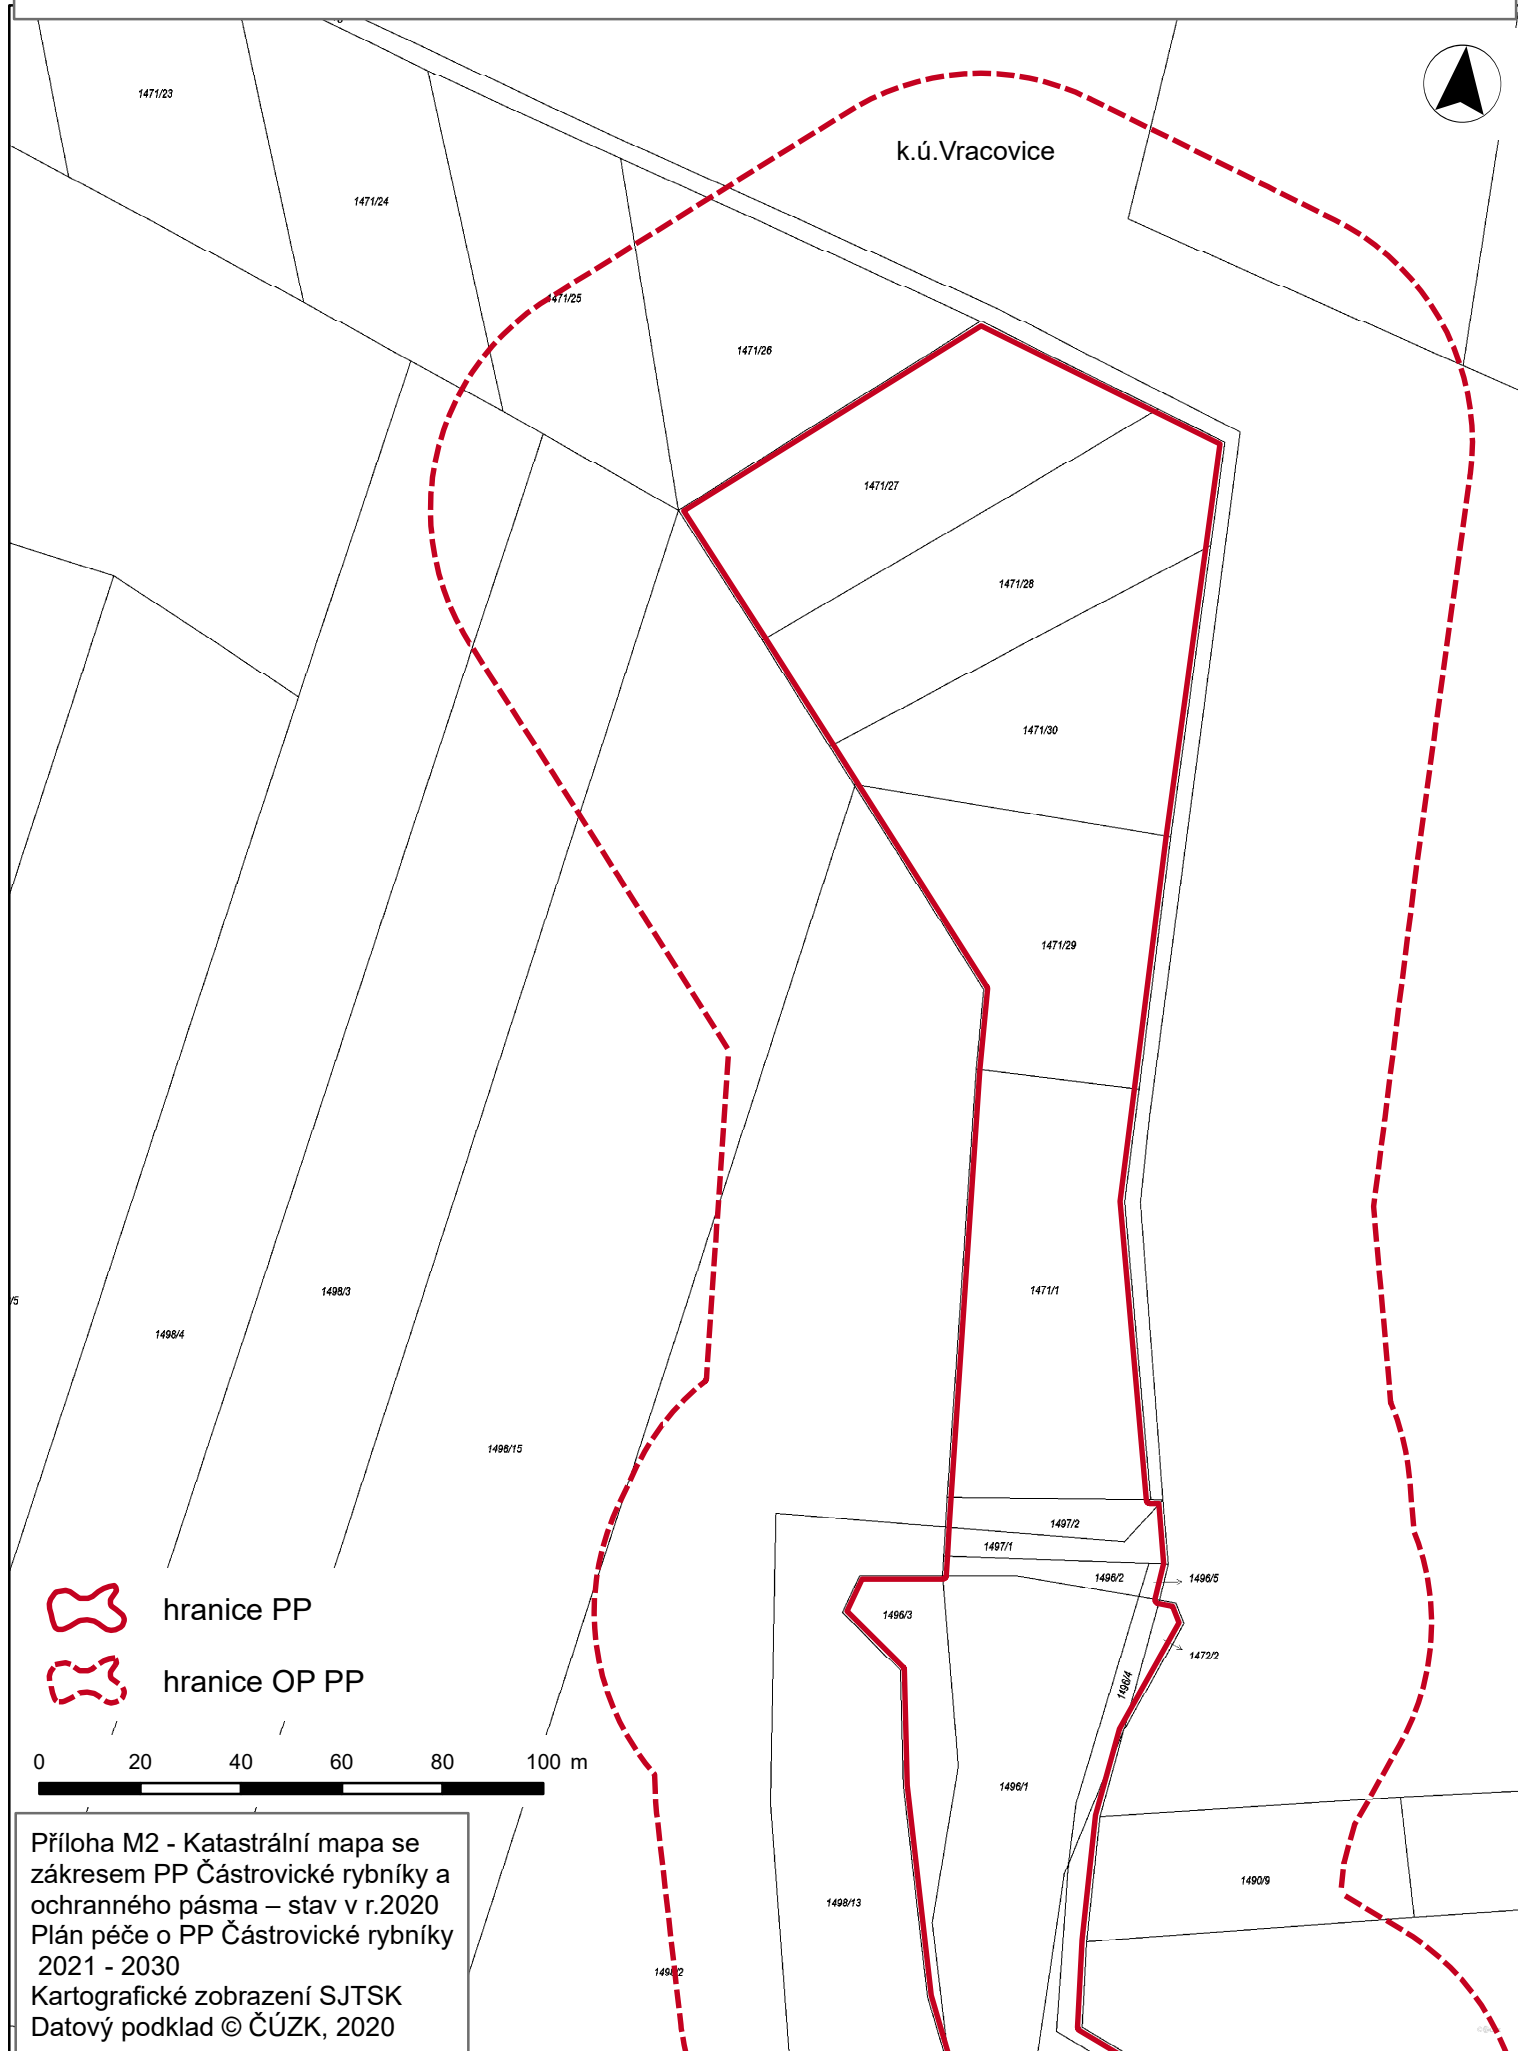 1471/23
k.ú.Vracovice
1471/24
1471/25
1471/26
1471/27
1471/28
1471/30
1471/29
1471/1
1498/3
/5
1498/4
1498/15
1497/2
1497/1
1496/2
1496/5
1496/3
1472/2
1496/4
hranice PP
hranice OP PP
0 20 40 60 80 100 m
1496/1
1490/9
1498/13
1498/2
Příloha M2 - Katastrální mapa se
zákresem PP Částrovické rybníky a
ochranného pásma – stav v r.2020
Plán péče o PP Částrovické rybníky
2021 - 2030
Kartografické zobrazení SJTSK
Datový podklad © ČÚZK, 2020